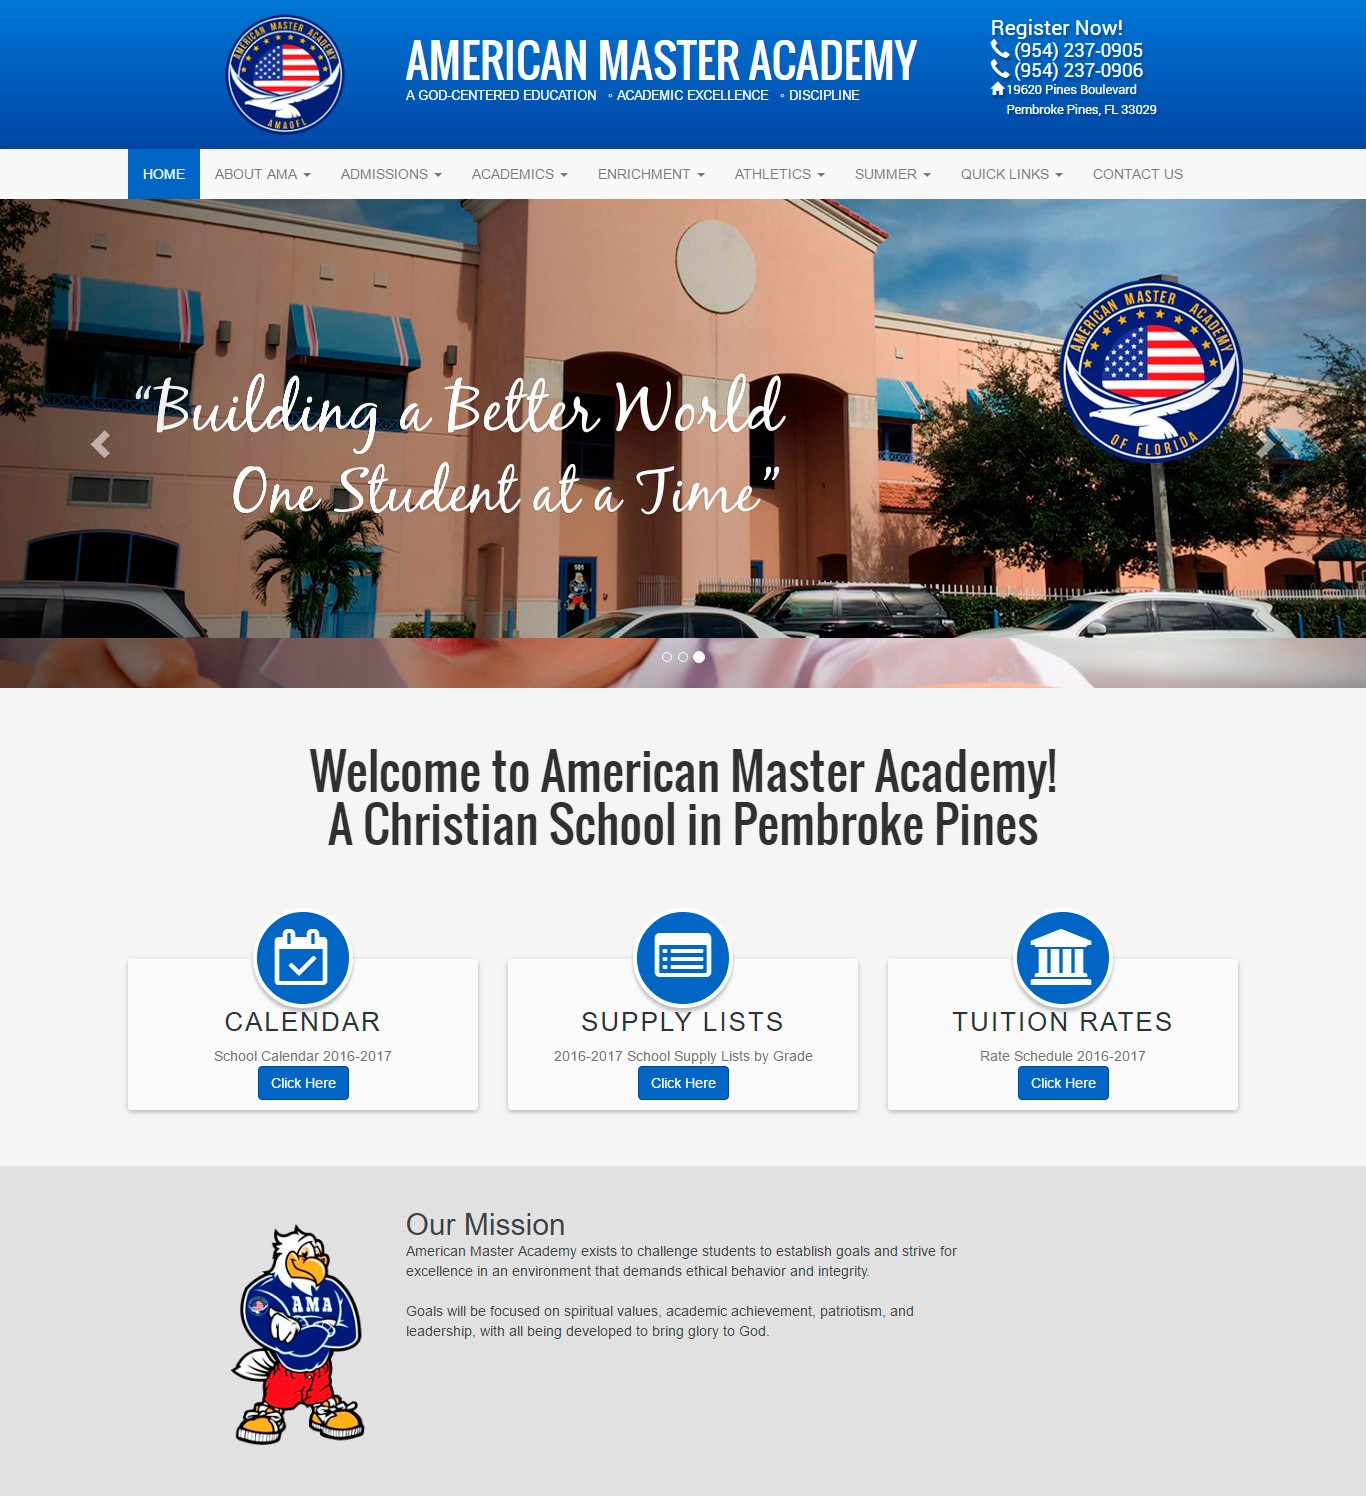 AMERICAN MASTER ACADEMY
AMAOFL
AMERICAN MASTER ACADEMY
A GOD-CENTERED EDUCATION ◦ ACADEMIC EXCELLENCE ◦ DISCIPLINE
Register Now!
(954) 237-0905
(954) 237-0906
19620 Pines Boulevard
Pembroke Pines, FL 33029
HOME ABOUT AMA ADMISSIONS ACADEMICS ENRICHMENT ATHLETICS SUMMER QUICK LINKS CONTACT US
AMERICAN MASTER ACADEMY
OF FLORIDA
“Building a Better World
One Student at a Time”
101
Welcome to American Master Academy!
A Christian School in Pembroke Pines
CALENDAR
School Calendar 2016-2017
Click Here
SUPPLY LISTS
2016-2017 School Supply Lists by Grade
Click Here
TUITION RATES
Rate Schedule 2016-2017
Click Here
AMA
Our Mission
American Master Academy exists to challenge students to establish goals and strive for
excellence in an environment that demands ethical behavior and integrity.
Goals will be focused on spiritual values, academic achievement, patriotism, and
leadership, with all being developed to bring glory to God.